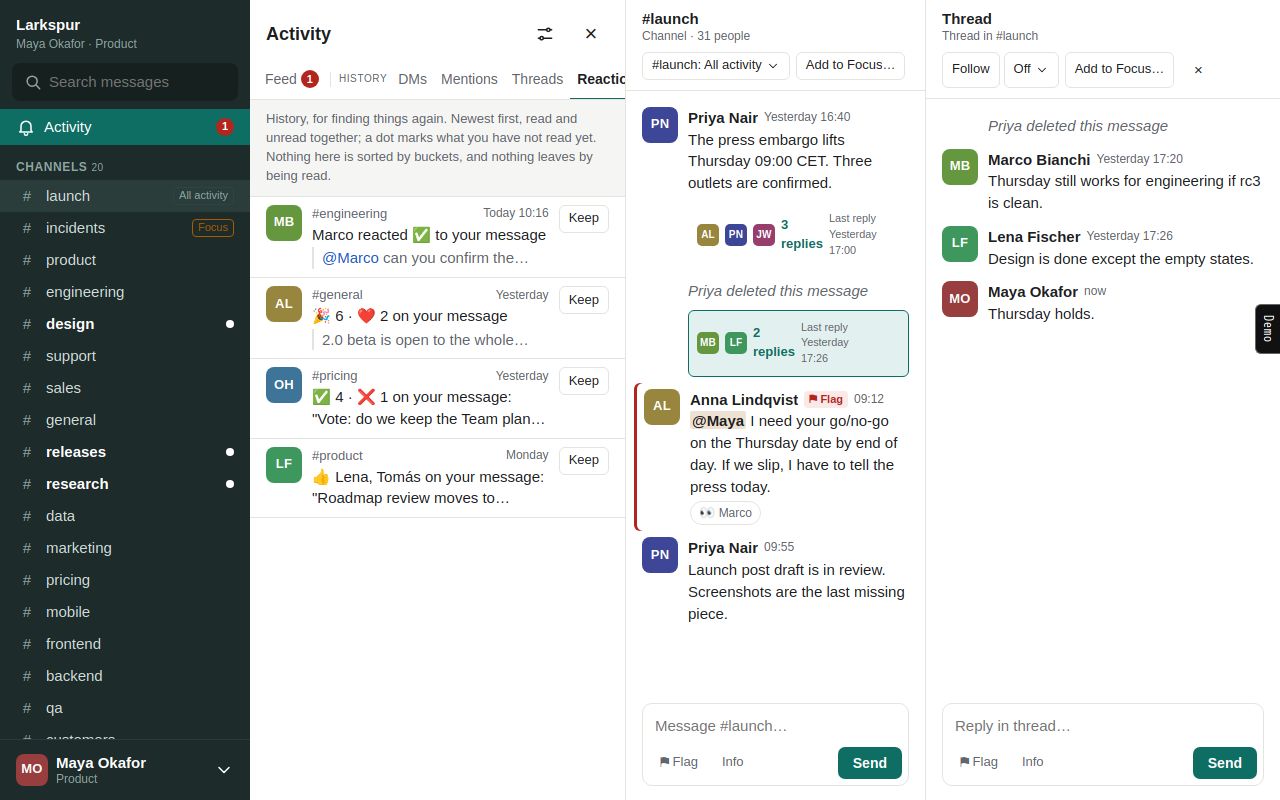 Larkspur
Maya Okafor · Product
Search messages
Activity 1
CHANNELS 20
# launch All activity
# incidents Focus
# product
# engineering
# design
# support
# sales
# general
# releases
# research
# data
# marketing
# pricing
# mobile
# frontend
# backend
# qa
# customers
MO Maya Okafor
Product
Activity
Feed 1 HISTORY DMs Mentions Threads Reactic
History, for finding things again. Newest first, read and
unread together; a dot marks what you have not read yet.
Nothing here is sorted by buckets, and nothing leaves by
being read.
MB #engineering Today 10:16 Keep
Marco reacted ✅ to your message
@Marco can you confirm the…
AL #general Yesterday Keep
🎉 6 · ❤️ 2 on your message
2.0 beta is open to the whole…
OH #pricing Yesterday Keep
✅ 4 · ❌ 1 on your message:
"Vote: do we keep the Team plan…
LF #product Monday Keep
👍 Lena, Tomás on your message:
"Roadmap review moves to…
#launch
Channel · 31 people
#launch: All activity Add to Focus…
PN Priya Nair Yesterday 16:40
The press embargo lifts
Thursday 09:00 CET. Three
outlets are confirmed.
AL PN JW 3 replies Last reply
Yesterday
17:00
Priya deleted this message
MB LF 2 replies Last reply
Yesterday
17:26
AL Anna Lindqvist Flag 09:12
@Maya I need your go/no-go
on the Thursday date by end of
day. If we slip, I have to tell the
press today.
👀 Marco
PN Priya Nair 09:55
Launch post draft is in review.
Screenshots are the last missing
piece.
Message #launch…
Flag Info Send
Thread
Thread in #launch
Follow Off Add to Focus… ×
Priya deleted this message
MB Marco Bianchi Yesterday 17:20
Thursday still works for engineering if rc3
is clean.
LF Lena Fischer Yesterday 17:26
Design is done except the empty states.
MO Maya Okafor now
Thursday holds.
Reply in thread…
Flag Info Send
Demo